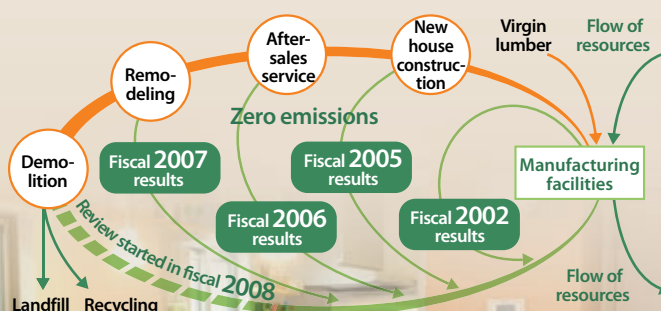 New
house
construc-
tion
After-
sales
service
Virgin
lumber
Flow of
resources
Remo-
deling
Zero emissions
Demo-
lition
Fiscal 2007
results
Fiscal 2005
results
Manufacturing
facilities
Fiscal 2006
results
Fiscal 2002
results
Review started in fiscal 2008
Flow of
resources
Landfill
Recycling